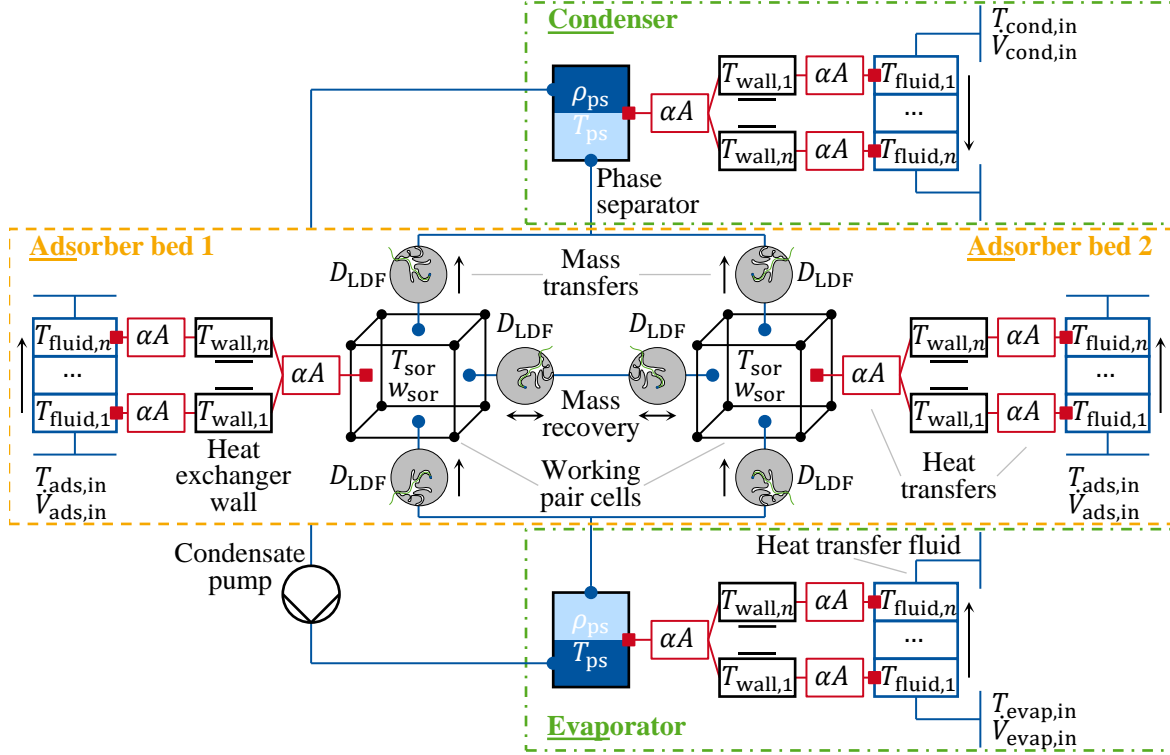 Condenser
T_cond,in
V̇_cond,in
T_wall,1
αA
T_fluid,1
ρ_ps
T_ps
αA
...
T_wall,n
αA
T_fluid,n
Phase
separator
Adsorber bed 1
Adsorber bed 2
D_LDF
Mass
transfers
D_LDF
T_fluid,n
αA
T_wall,n
...
αA
T_fluid,1
αA
T_wall,1
T_sor
w_sor
D_LDF
D_LDF
T_sor
w_sor
T_wall,n
αA
T_fluid,n
αA
...
T_wall,1
αA
T_fluid,1
Mass
recovery
Heat
exchanger
wall
T_ads,in
V̇_ads,in
D_LDF
Working
pair cells
D_LDF
Heat
transfers
T_ads,in
V̇_ads,in
Condensate
pump
Heat transfer fluid
T_wall,n
αA
T_fluid,n
ρ_ps
T_ps
αA
...
T_wall,1
αA
T_fluid,1
T_evap,in
V̇_evap,in
Evaporator